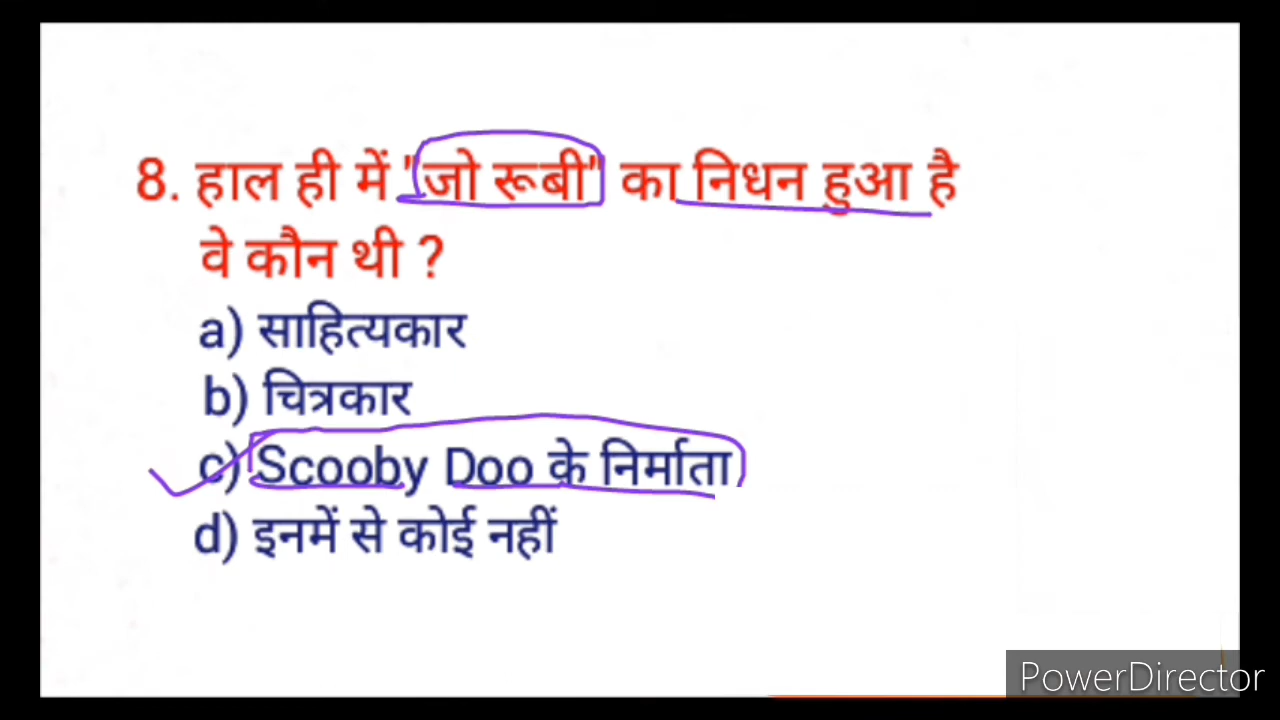 8. हाल ही में "जो रूबी" का निधन हुआ है
वे कौन थी ?
a) साहित्यकार
b) चित्रकार
c) Scooby Doo के निर्माता
d) इनमें से कोई नहीं
PowerDirector